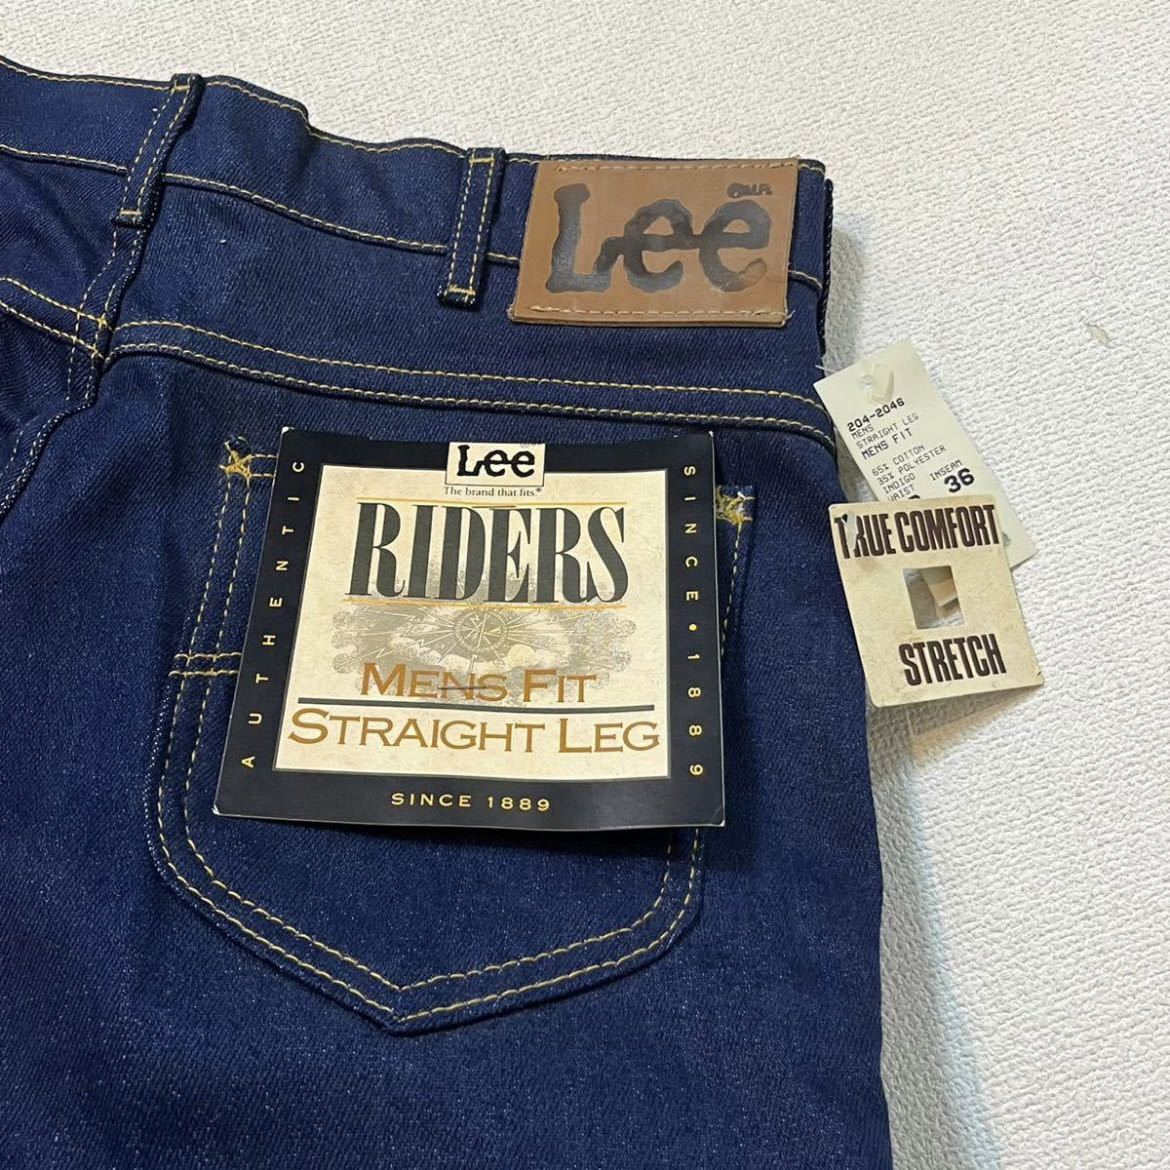 Lee
M.R.
Lee
The brand that fits.®
RIDERS
MENS FIT
STRAIGHT LEG
AUTHENTIC
SINCE • 1889
SINCE 1889
204-2046
MENS
STRAIGHT LEG
MENS FIT
65% COTTON
35% POLYESTER
INDIGO
WAIST INSEAM
36
TRUE COMFORT
STRETCH